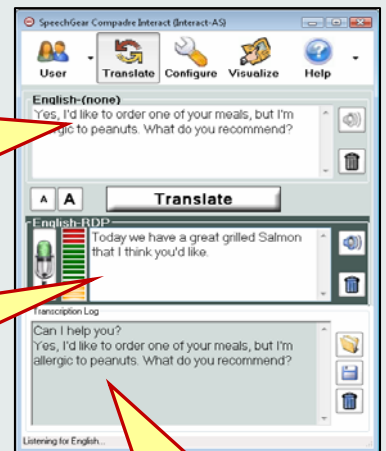 SpeechGear Compadre Interact (Interact-AS)
User Translate Configure Visualize Help
English-(none)
Yes, I'd like to order one of your meals, but I'm
allergic to peanuts. What do you recommend?
A A Translate
English-RDP
Today we have a great grilled Salmon
that I think you'd like.
Transcription Log
Can I help you?
Yes, I'd like to order one of your meals, but I'm
allergic to peanuts. What do you recommend?
Listening for English...